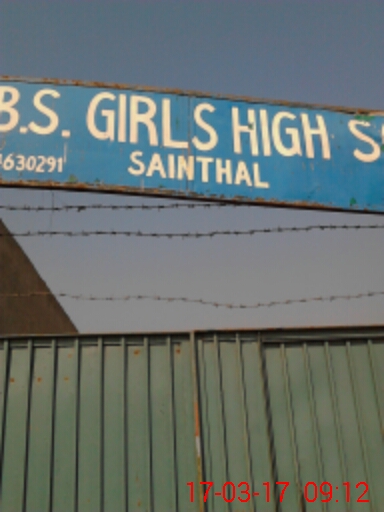 B.S. GIRLS HIGH S
630291
SAINTHAL
17-03-17 09:12